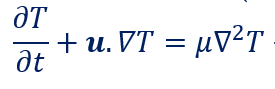 ∂T/∂t + u.∇T = μ∇²T